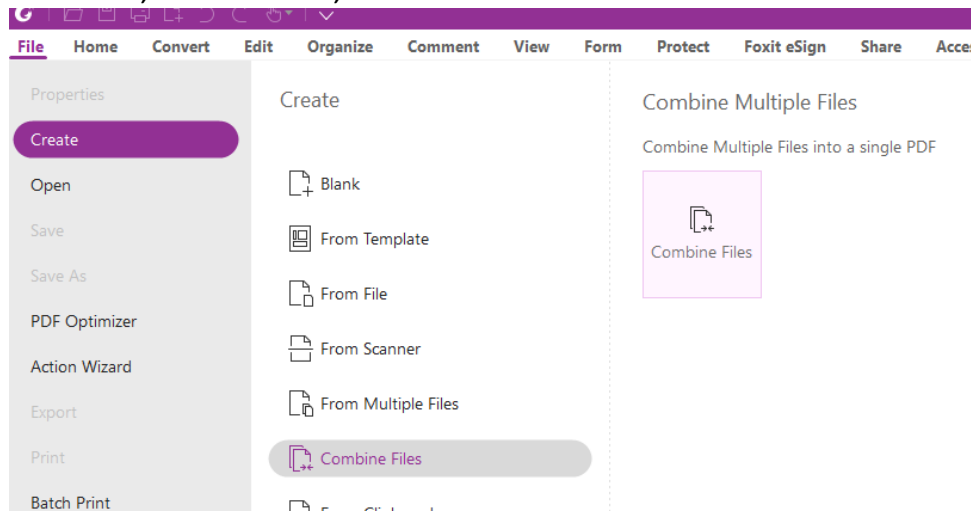 File Home Convert Edit Organize Comment View Form Protect Foxit eSign Share
Properties
Create
Open
Save
Save As
PDF Optimizer
Action Wizard
Export
Print
Batch Print
Create
Blank
From Template
From File
From Scanner
From Multiple Files
Combine Files
Combine Multiple Files
Combine Multiple Files into a single PDF
Combine Files